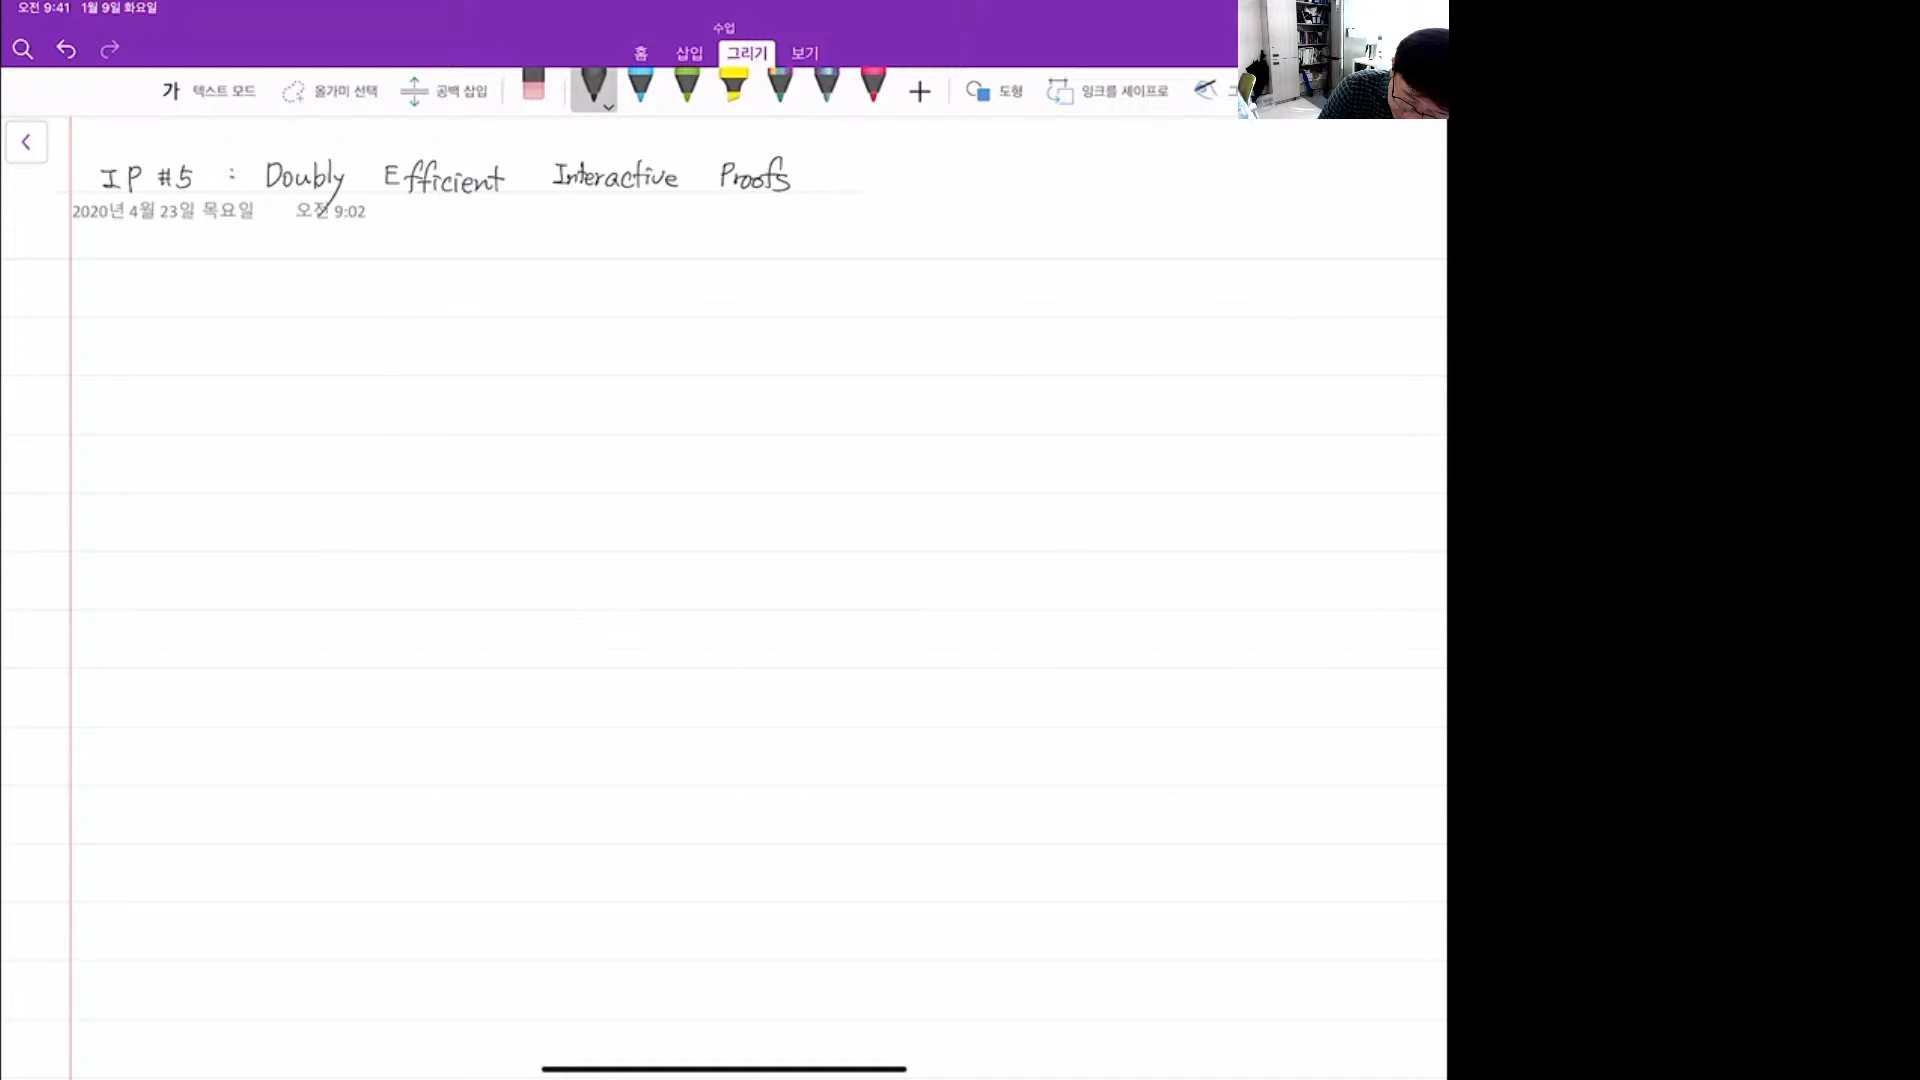 오전 9:41 1월 9일 화요일
수업
홈 삽입 그리기 보기
가 텍스트 모드 올가미 선택 공백 삽입 도형 잉크를 셰이프로
IP #5 : Doubly Efficient Interactive Proofs
2020년 4월 23일 목요일 오전 9:02